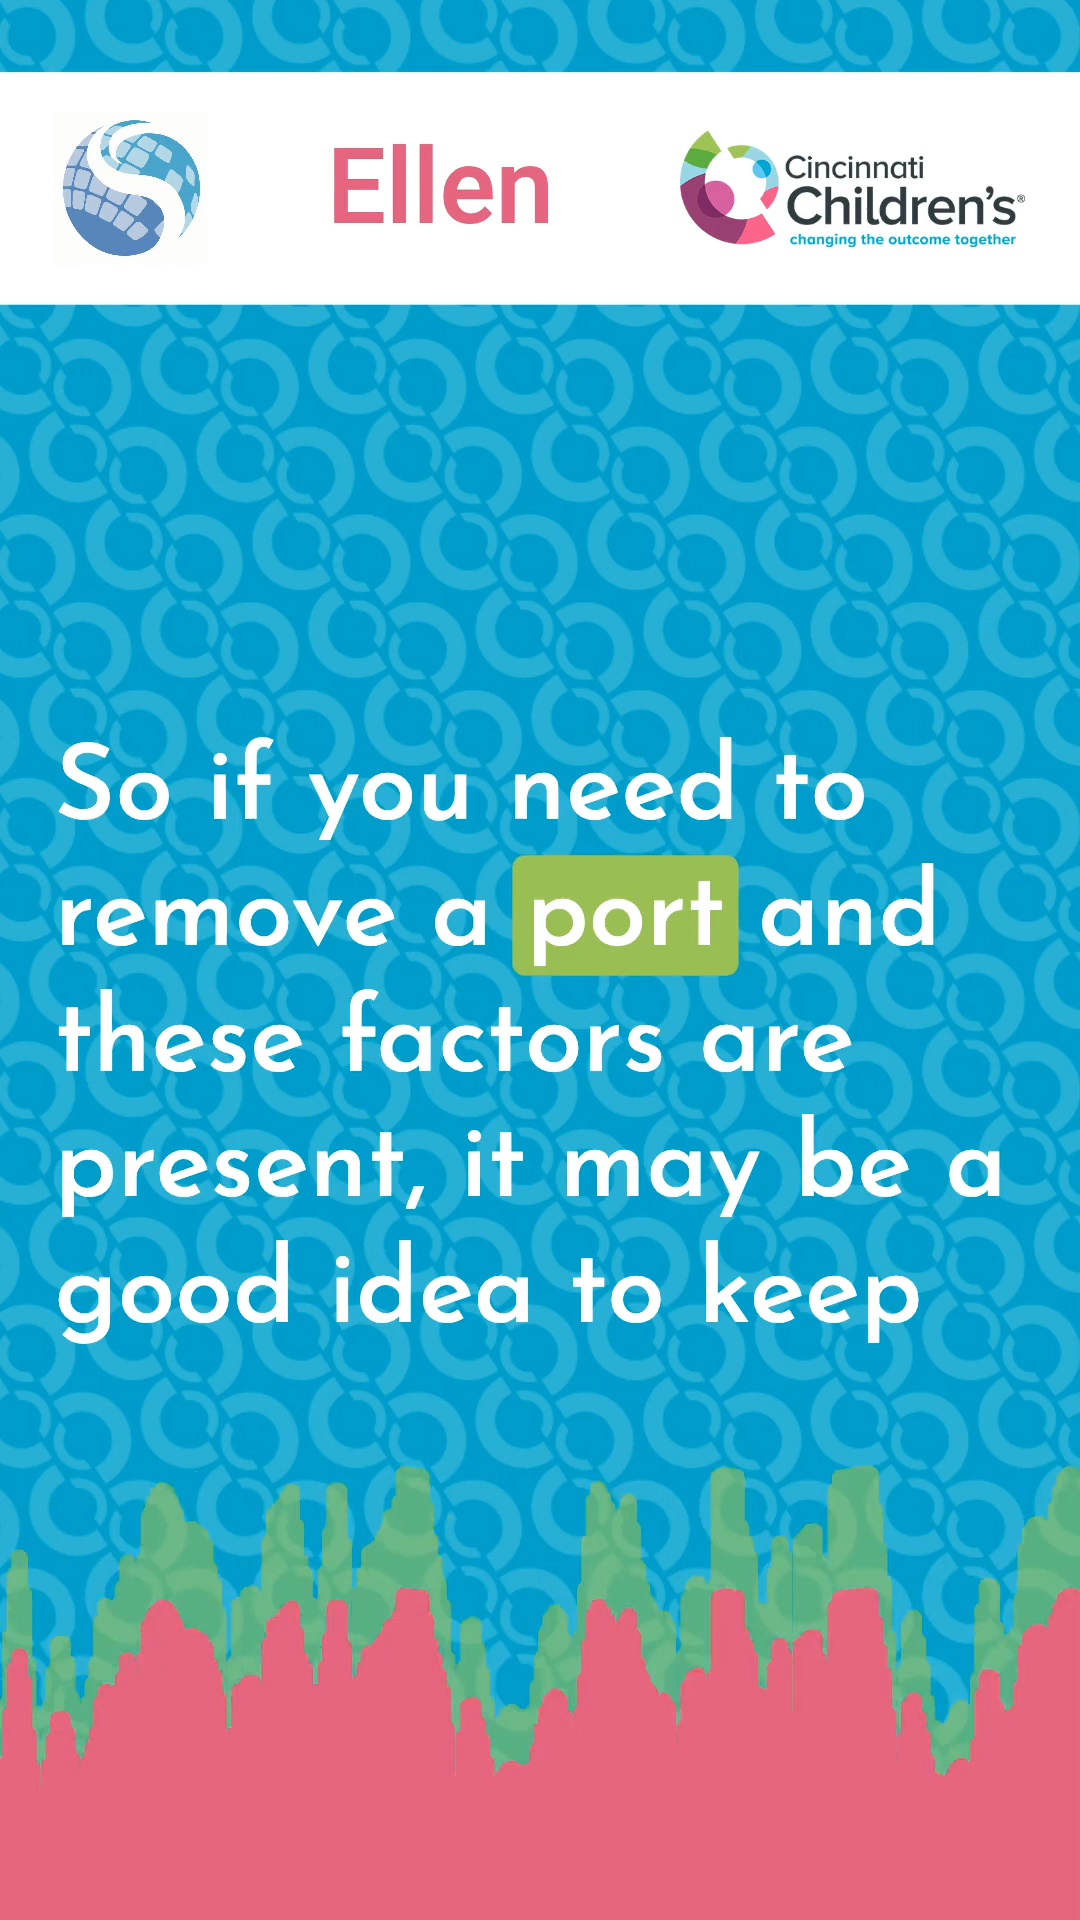 Ellen
Cincinnati
Children's®
changing the outcome together
So if you need to
remove a port and
these factors are
present, it may be a
good idea to keep